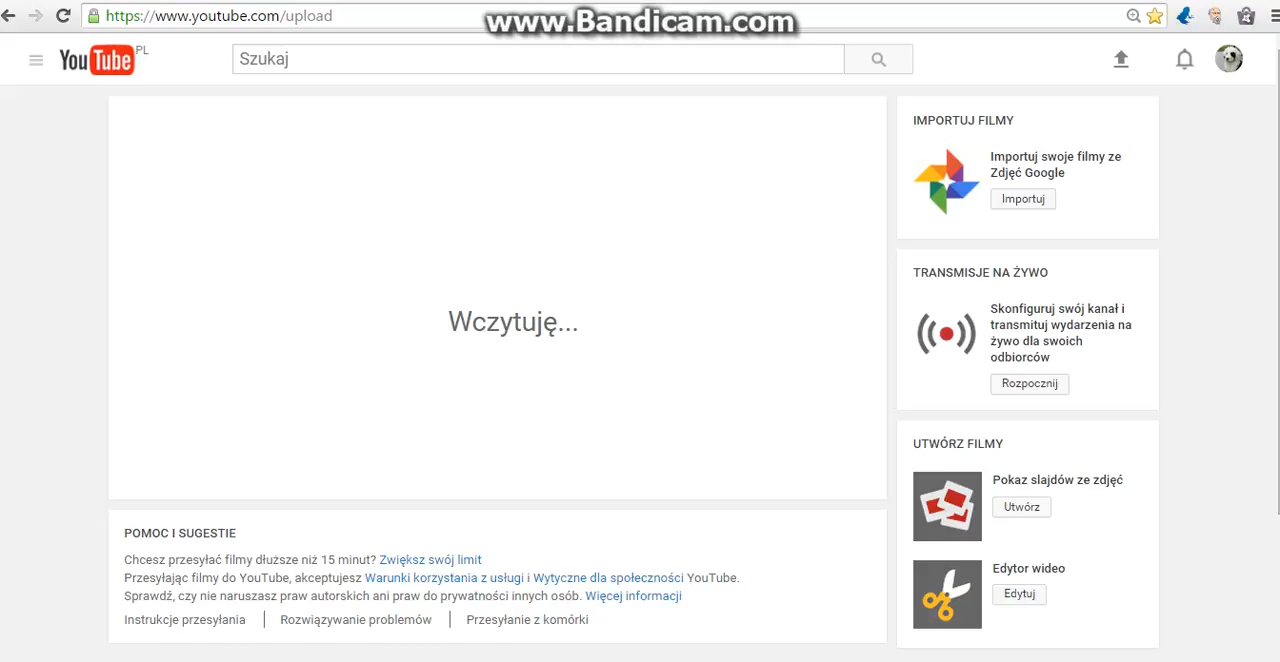 https://www.youtube.com/upload
www.Bandicam.com
YouTube PL
Szukaj
Wczytuję...
IMPORTUJ FILMY
Importuj swoje filmy ze
Zdjęć Google
Importuj
TRANSMISJE NA ŻYWO
Skonfiguruj swój kanał i
transmituj wydarzenia na
żywo dla swoich
odbiorców
Rozpocznij
UTWÓRZ FILMY
Pokaz slajdów ze zdjęć
Utwórz
Edytor wideo
Edytuj
POMOC I SUGESTIE
Chcesz przesyłać filmy dłuższe niż 15 minut? Zwiększ swój limit
Przesyłając filmy do YouTube, akceptujesz Warunki korzystania z usługi i Wytyczne dla społeczności YouTube.
Sprawdź, czy nie naruszasz praw autorskich ani praw do prywatności innych osób. Więcej informacji
Instrukcje przesyłania
Rozwiązywanie problemów
Przesyłanie z komórki